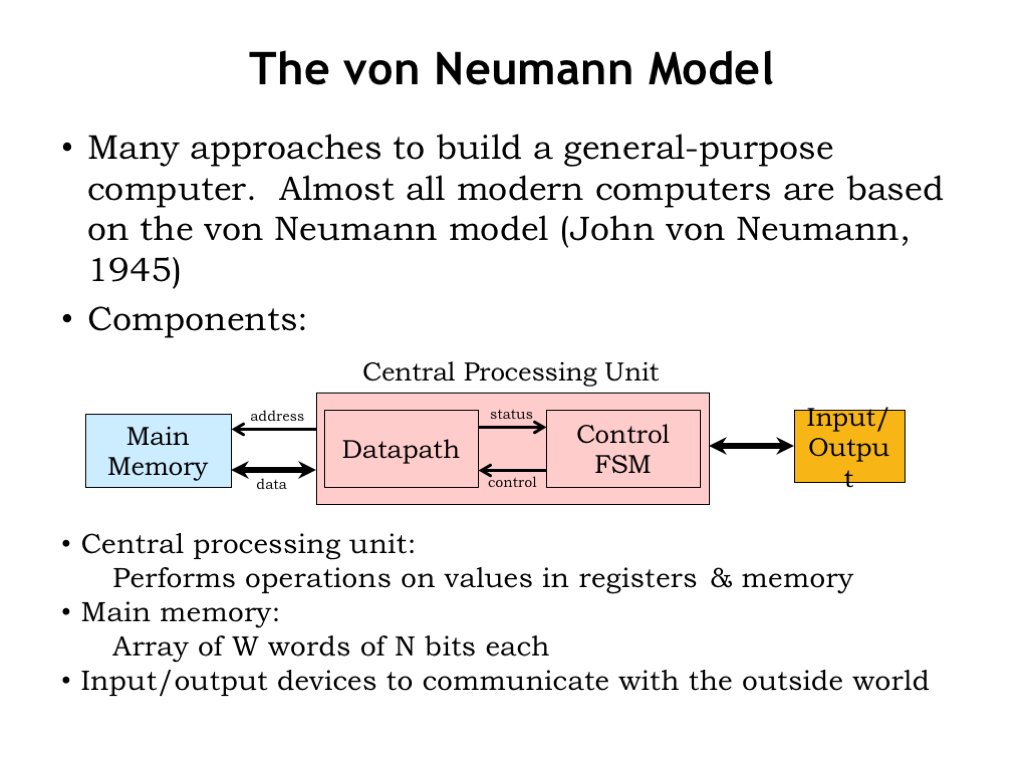 The von Neumann Model
• Many approaches to build a general-purpose
computer.  Almost all modern computers are based
on the von Neumann model (John von Neumann,
1945)
• Components:
Central Processing Unit
Main
Memory
address
data
Datapath
status
control
Control
FSM
Input/
Outpu
t
• Central processing unit:
Performs operations on values in registers & memory
• Main memory:
Array of W words of N bits each
• Input/output devices to communicate with the outside world